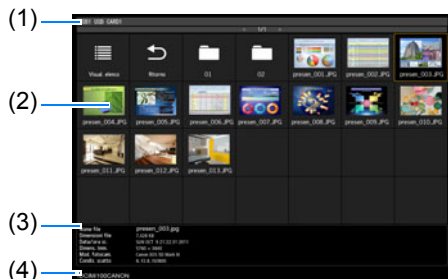 (1)
USB1 USB CARD1
1/1
Visual. elenco
Ritorno
01
02
presen_001.JPG
presen_002.JPG
presen_003.JPG
(2)
presen_004.JPG
presen_005.JPG
presen_006.JPG
presen_007.JPG
presen_008.JPG
presen_009.JPG
presen_010.JPG
presen_011.JPG
presen_012.JPG
presen_013.JPG
(3)
Nome file presen_003.jpg
Dimensioni file
Data/ora sc.
Dimens. imm.
Mod. fotocam.
Condiz. scatto
(4)